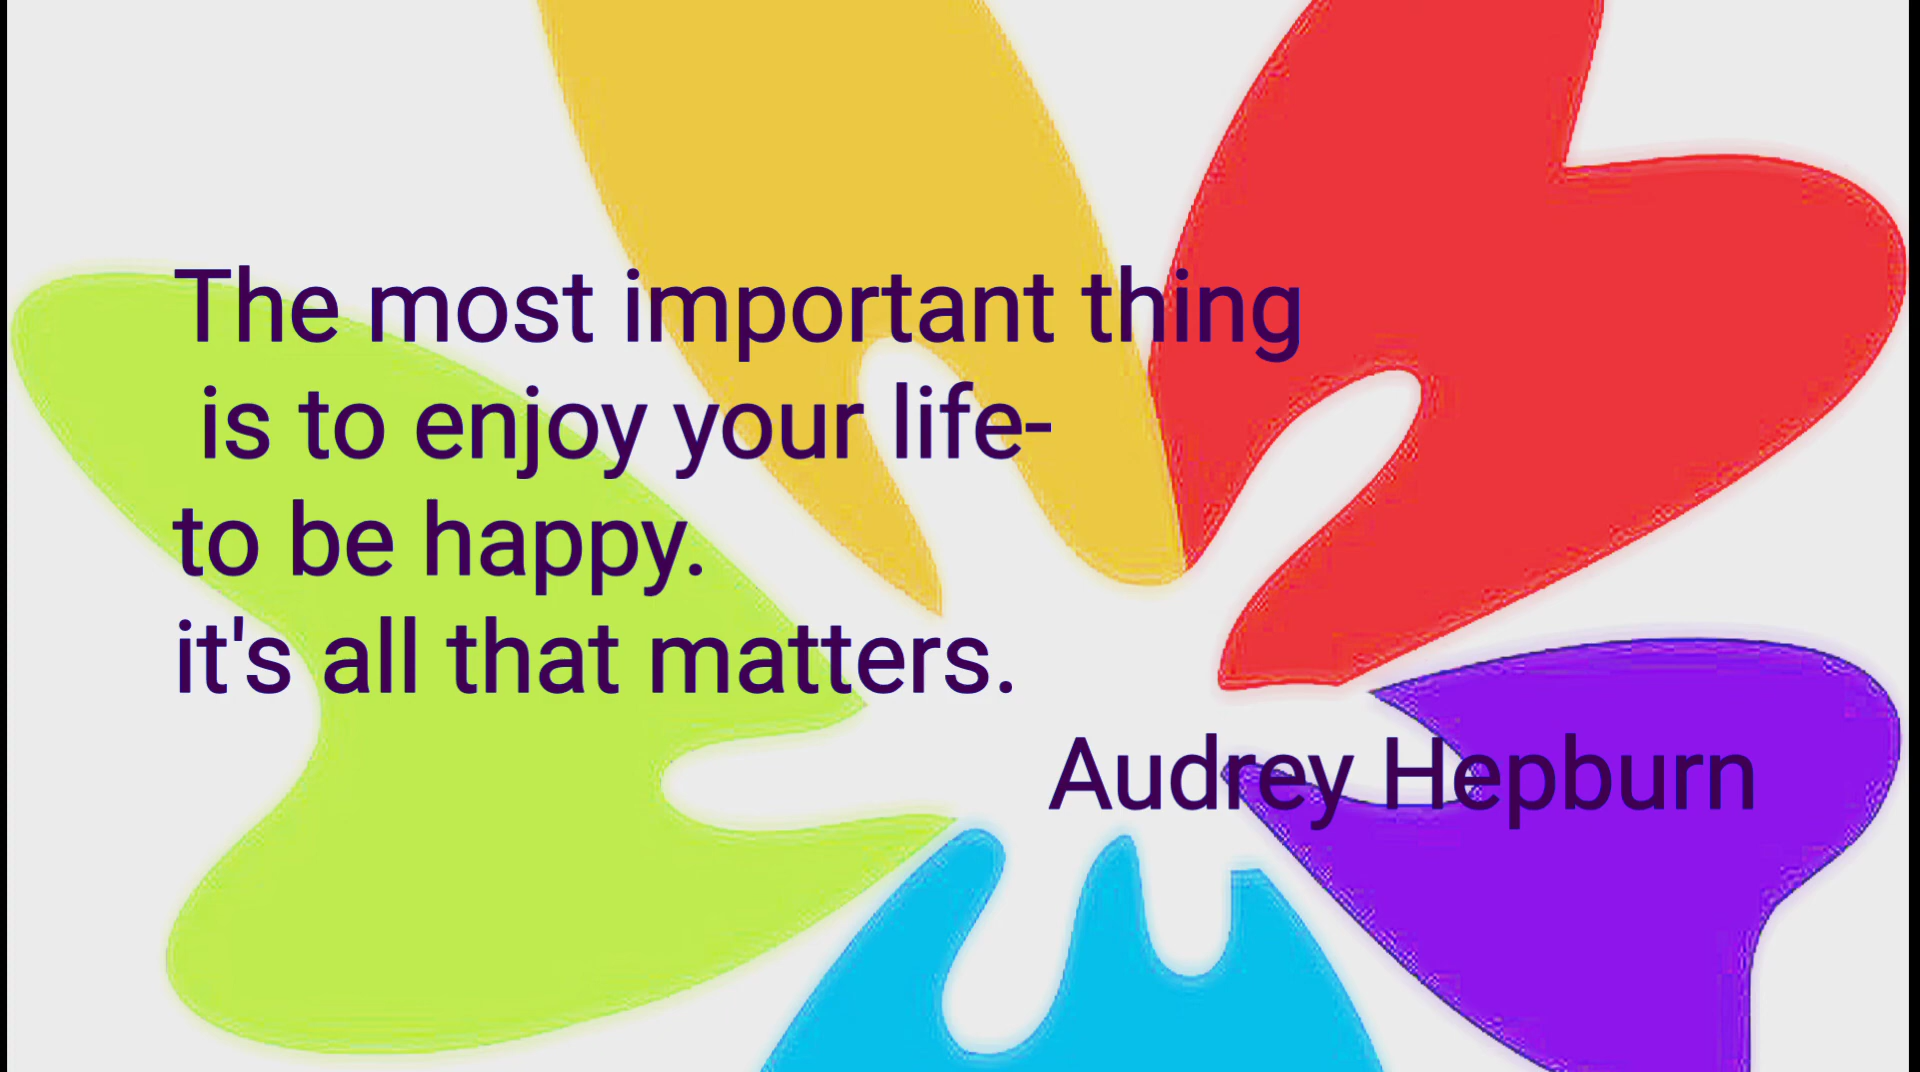 The most important thing
is to enjoy your life-
to be happy.
it's all that matters.
Audrey Hepburn